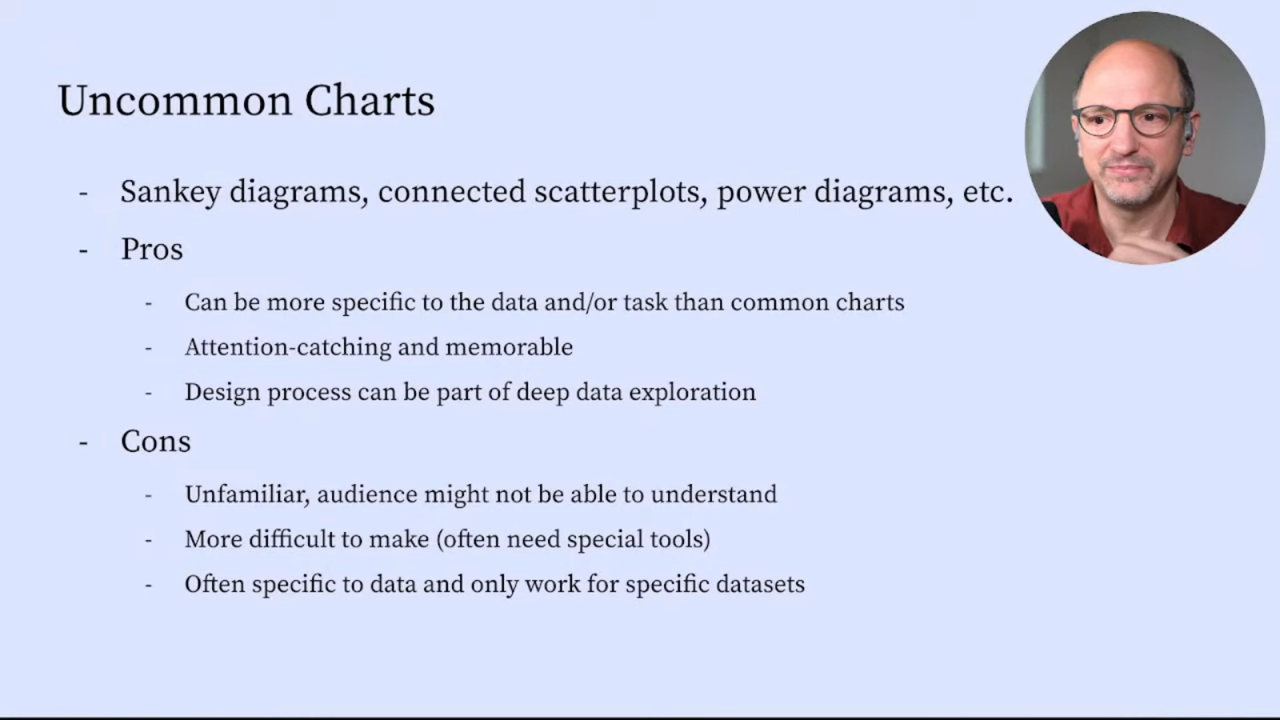 Uncommon Charts
- Sankey diagrams, connected scatterplots, power diagrams, etc.
- Pros
- Can be more specific to the data and/or task than common charts
- Attention-catching and memorable
- Design process can be part of deep data exploration
- Cons
- Unfamiliar, audience might not be able to understand
- More difficult to make (often need special tools)
- Often specific to data and only work for specific datasets